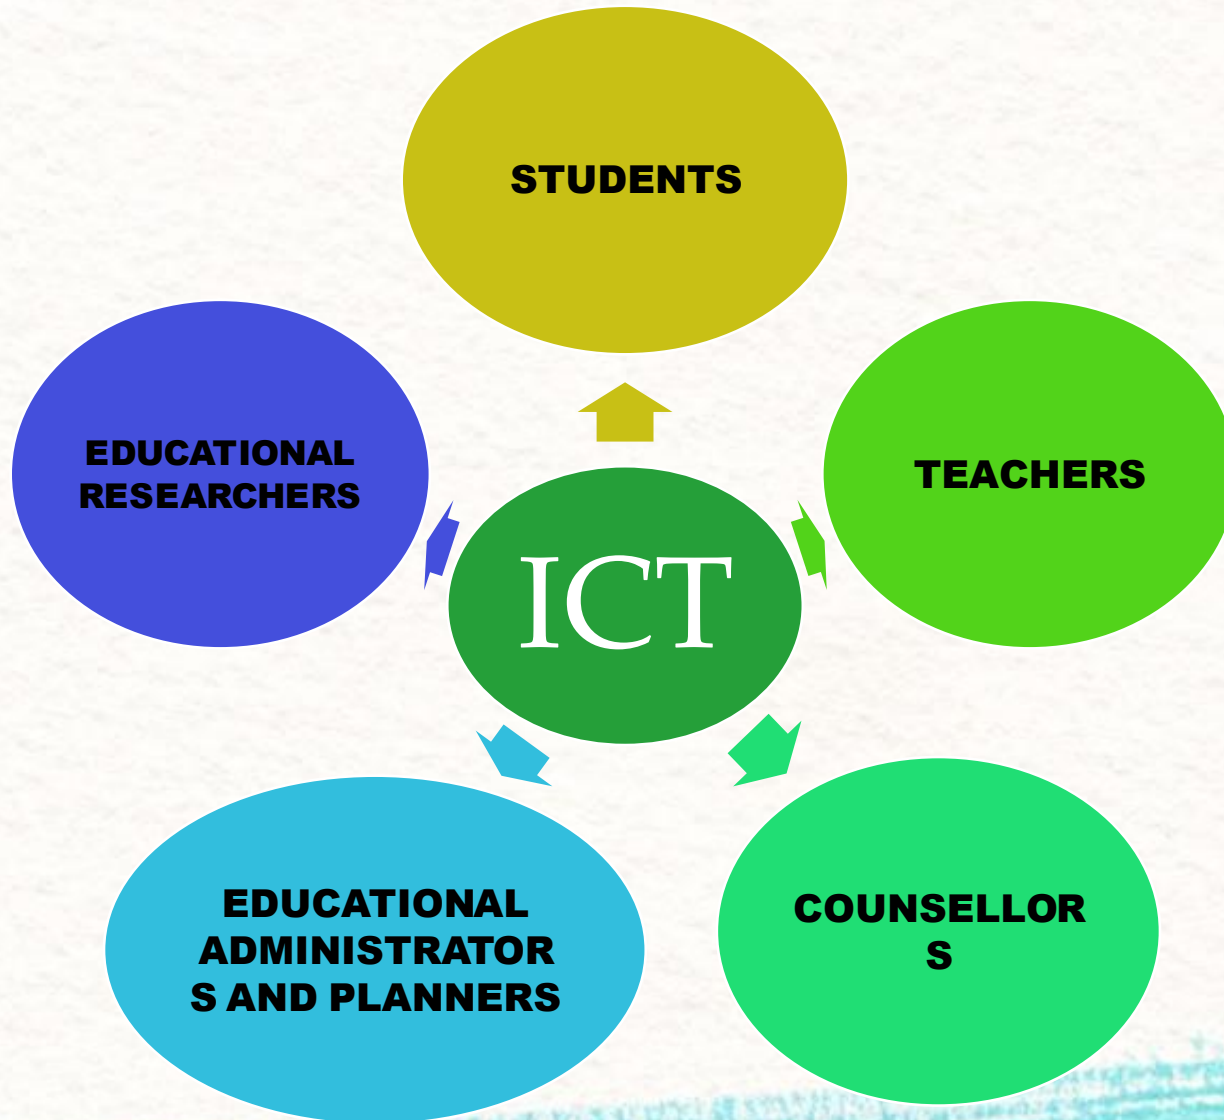 STUDENTS
EDUCATIONAL
RESEARCHERS
TEACHERS
ICT
EDUCATIONAL
ADMINISTRATOR
S AND PLANNERS
COUNSELLOR
S